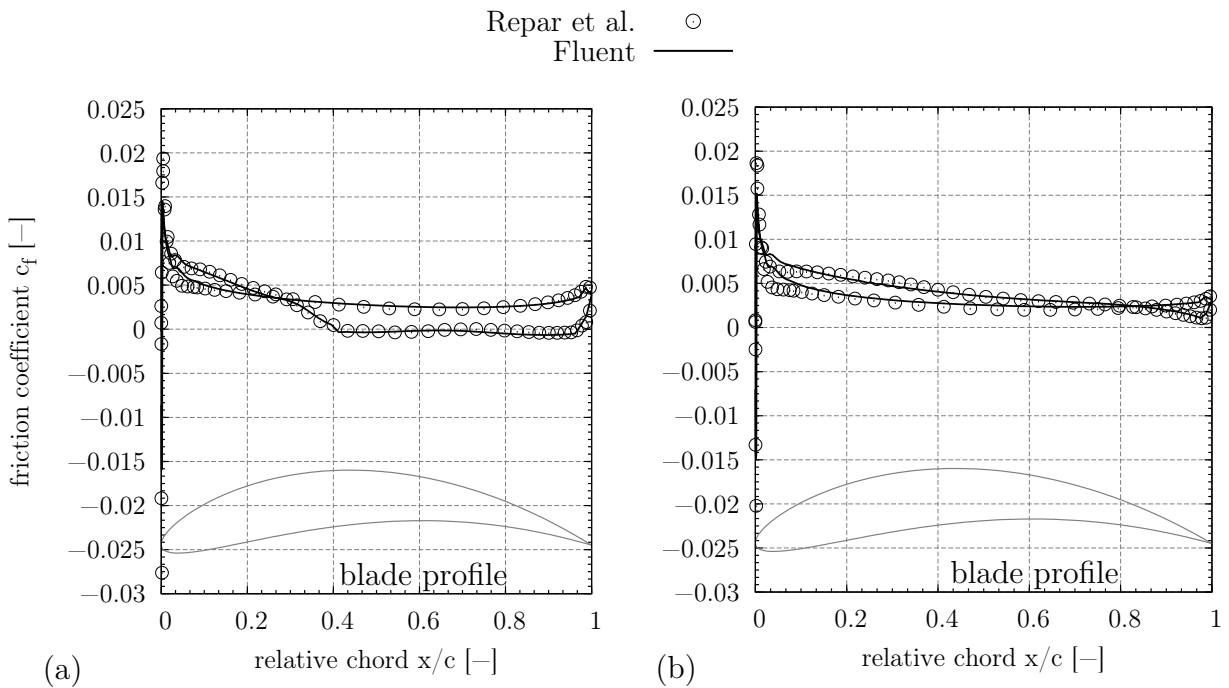 Repar et al.
Fluent
friction coefficient c_f [−]
0.025
0.02
0.015
0.01
0.005
0
−0.005
−0.01
−0.015
−0.02
−0.025
−0.03
blade profile
0 0.2 0.4 0.6 0.8 1
relative chord x/c [−]
(a)
0.025
0.02
0.015
0.01
0.005
0
−0.005
−0.01
−0.015
−0.02
−0.025
−0.03
blade profile
0 0.2 0.4 0.6 0.8 1
relative chord x/c [−]
(b)